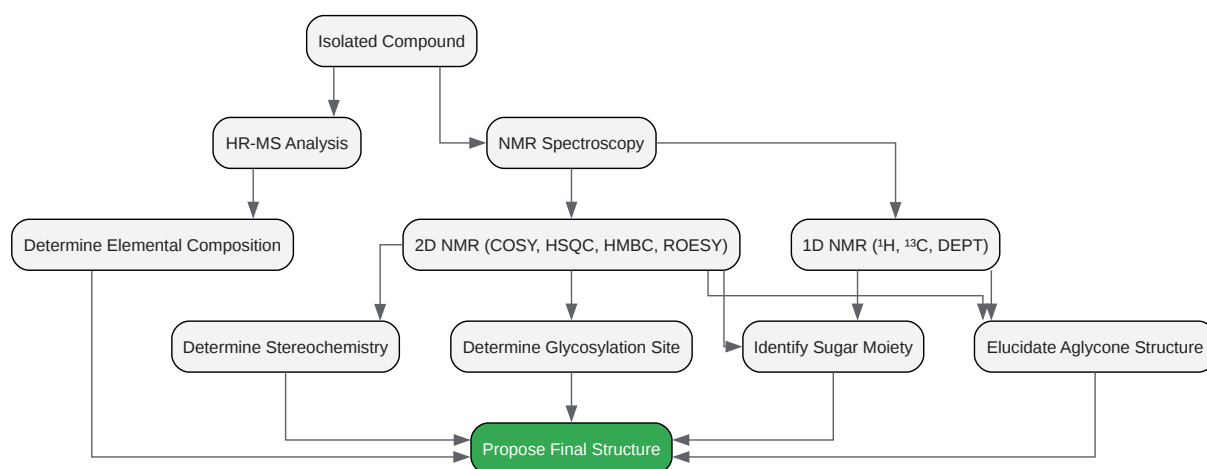 Isolated Compound
HR-MS Analysis
NMR Spectroscopy
Determine Elemental Composition
2D NMR (COSY, HSQC, HMBC, ROESY)
1D NMR (¹H, ¹³C, DEPT)
Determine Stereochemistry
Determine Glycosylation Site
Identify Sugar Moiety
Elucidate Aglycone Structure
Propose Final Structure